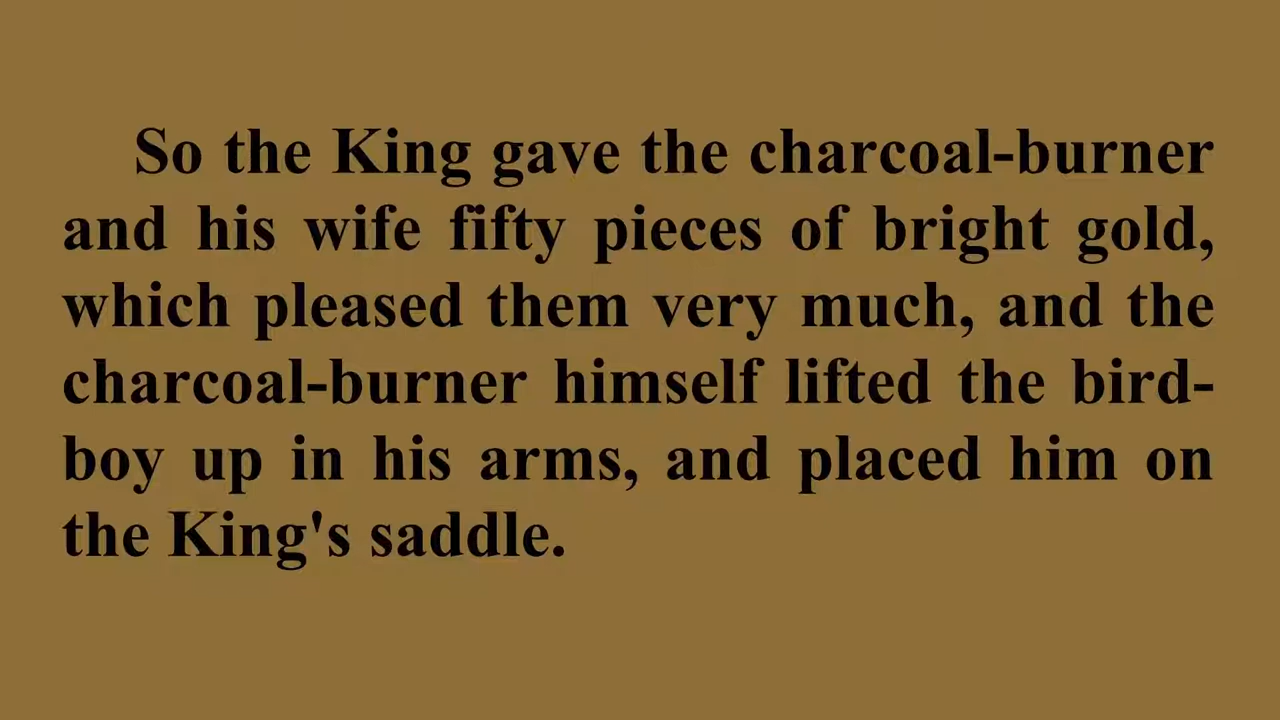 So the King gave the charcoal-burner
and his wife fifty pieces of bright gold,
which pleased them very much, and the
charcoal-burner himself lifted the bird-
boy up in his arms, and placed him on
the King's saddle.